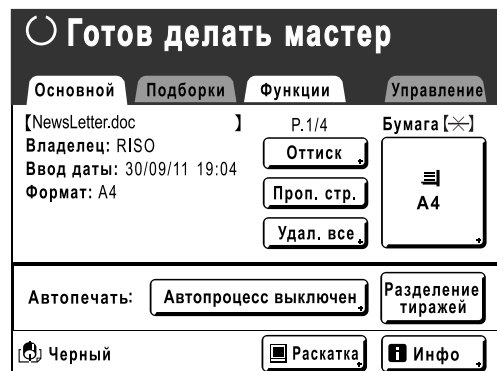 Готов делать мастер
Основной Подборки Функции Управление
【NewsLetter.doc 】 P.1/4 Бумага【 】
Владелец: RISO
Ввод даты: 30/09/11 19:04
Формат: A4
Оттиск
Проп. стр.
Удал. все
A4
Автопечать: Автопроцесс выключен
Разделение
тиражей
Черный Раскатка Инфо